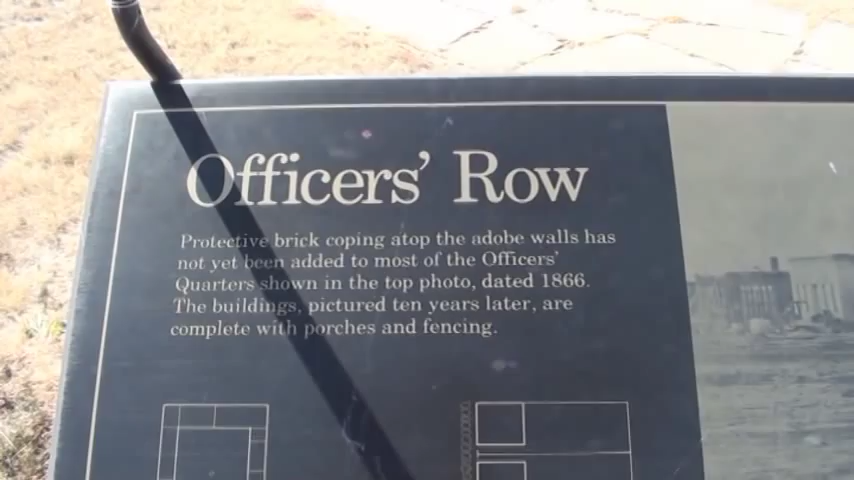 Officers' Row
Protective brick coping atop the adobe walls has
not yet been added to most of the Officers'
Quarters shown in the top photo, dated 1866.
The buildings, pictured ten years later, are
complete with porches and fencing.